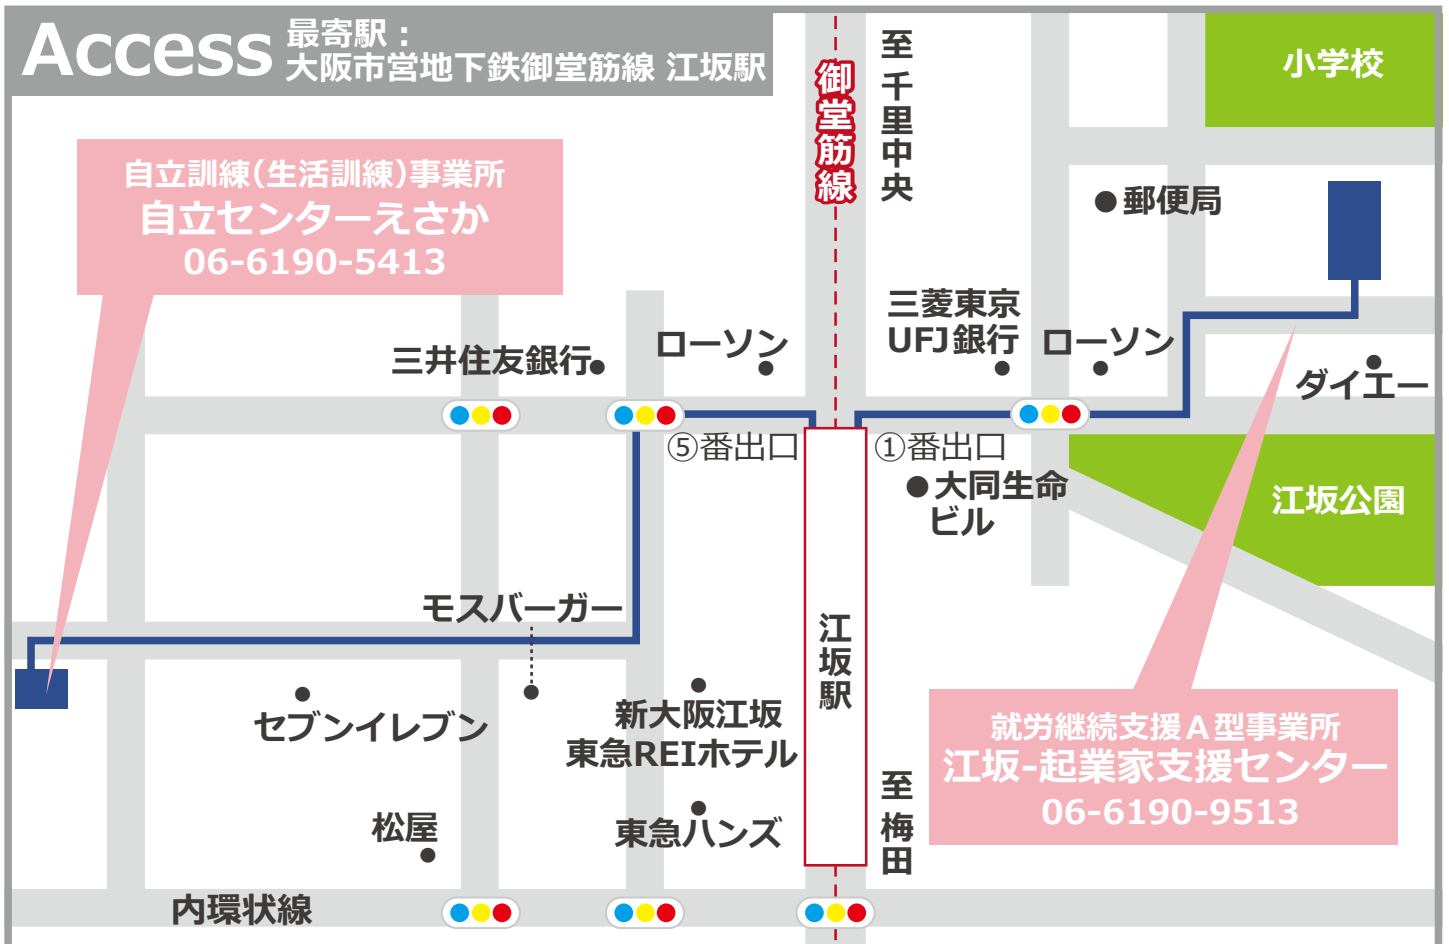 Access
最寄駅：
大阪市営地下鉄御堂筋線 江坂駅
御堂筋線
至 千里中央
小学校
自立訓練(生活訓練)事業所
自立センターえさか
06-6190-5413
郵便局
三菱東京
UFJ銀行
ローソン
三井住友銀行
ローソン
ダイエー
⑤番出口
①番出口
大同生命
ビル
江坂公園
モスバーガー
江坂駅
セブンイレブン
新大阪江坂
東急REIホテル
就労継続支援A型事業所
江坂-起業家支援センター
06-6190-9513
松屋
東急ハンズ
至 梅田
内環状線